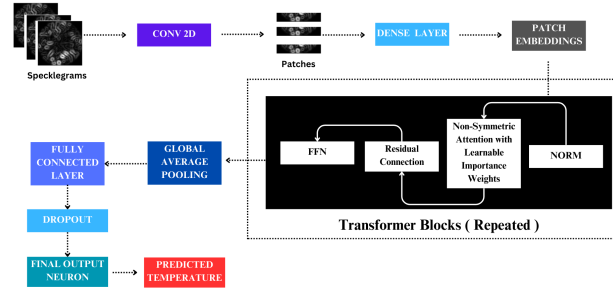 Specklegrams
CONV 2D
Patches
DENSE LAYER
PATCH
EMBEDDINGS
NORM
Non-Symmetric
Attention with
Learnable
Importance
Weights
Residual
Connection
FFN
Transformer Blocks ( Repeated )
GLOBAL
AVERAGE
POOLING
FULLY
CONNECTED
LAYER
DROPOUT
FINAL OUTPUT
NEURON
PREDICTED
TEMPERATURE